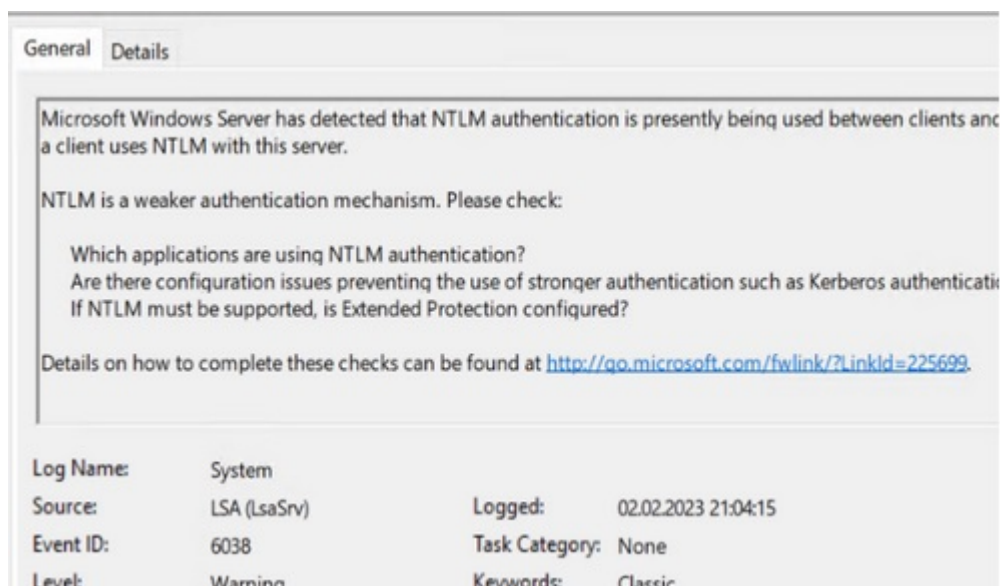 General Details
Microsoft Windows Server has detected that NTLM authentication is presently being used between clients and
a client uses NTLM with this server.
NTLM is a weaker authentication mechanism. Please check:
Which applications are using NTLM authentication?
Are there configuration issues preventing the use of stronger authentication such as Kerberos
If NTLM must be supported, is Extended Protection configured?
Details on how to complete these checks can be found at http://go.microsoft.com/fwlink/?LinkId=225699.
Log Name: System
Source: LSA (LsaSrv) Logged: 02.02.2023 21:04:15
Event ID: 6038 Task Category: None
Level: Warning Keywords: Classic